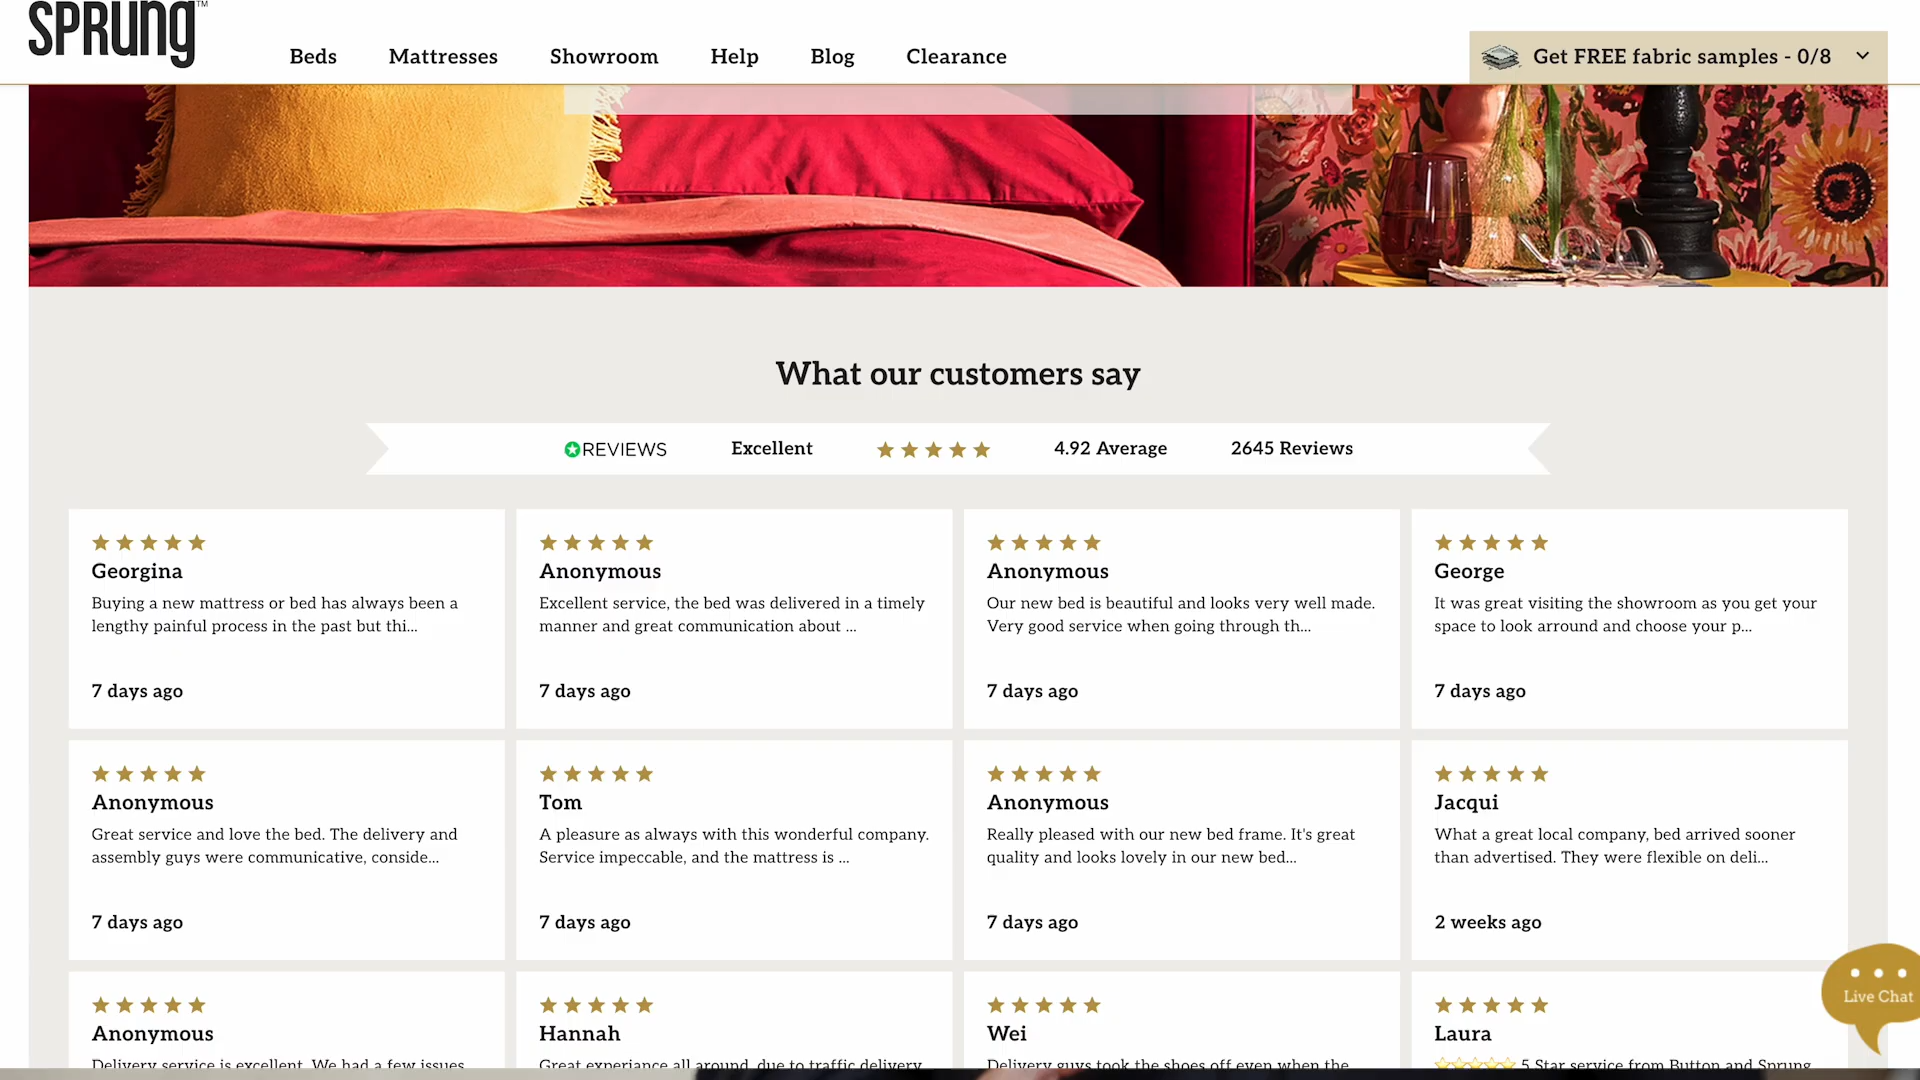 SPRUNG™
Beds
Mattresses
Showroom
Help
Blog
Clearance
Get FREE fabric samples - 0/8
What our customers say
REVIEWS
Excellent
4.92 Average
2645 Reviews
Georgina
Buying a new mattress or bed has always been a
lengthy painful process in the past but thi...
7 days ago
Anonymous
Excellent service, the bed was delivered in a timely
manner and great communication about ...
7 days ago
Anonymous
Our new bed is beautiful and looks very well made.
Very good service when going through th...
7 days ago
George
It was great visiting the showroom as you get your
space to look arround and choose your p...
7 days ago
Anonymous
Great service and love the bed. The delivery and
assembly guys were communicative, conside...
7 days ago
Tom
A pleasure as always with this wonderful company.
Service impeccable, and the mattress is ...
7 days ago
Anonymous
Really pleased with our new bed frame. It's great
quality and looks lovely in our new bed...
7 days ago
Jacqui
What a great local company, bed arrived sooner
than advertised. They were flexible on deli...
2 weeks ago
Anonymous
Delivery service is excellent. We had a few issues
Hannah
Great experiance all around, due to traffic delivery
Wei
Delivery guys took the shoes off even when the
Laura
5 Star service from Button and Sprung
Live Chat